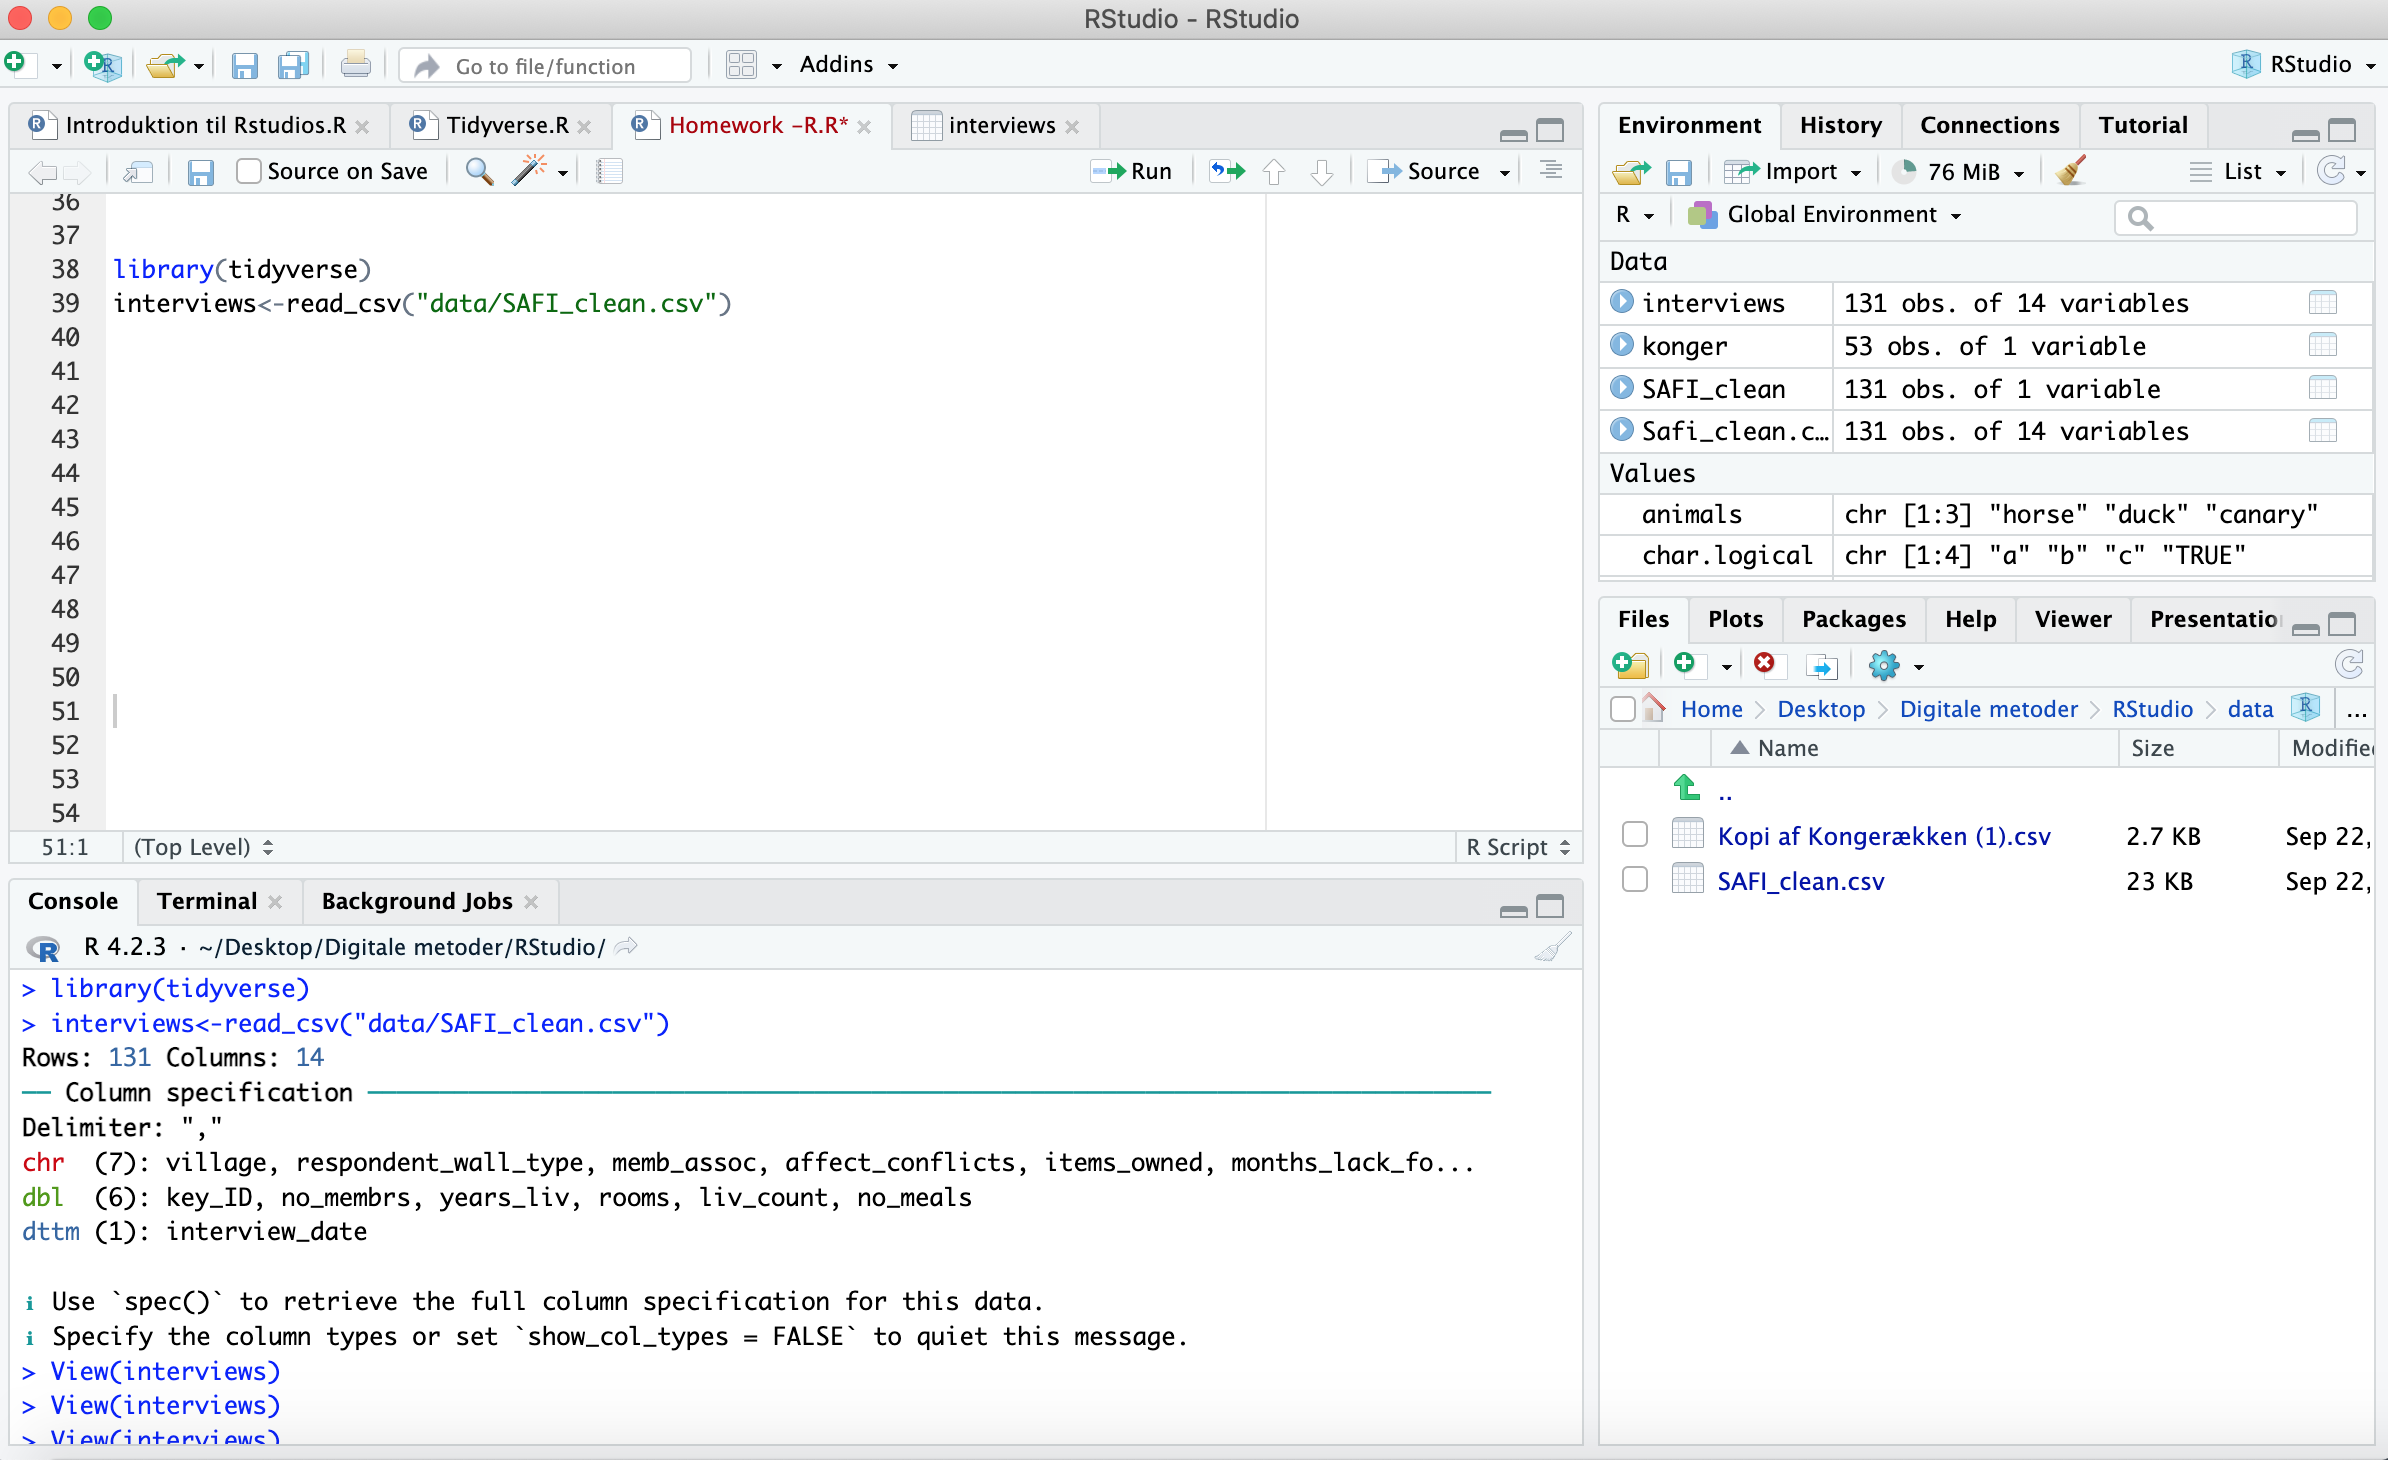 RStudio - RStudio
Go to file/function
Addins
RStudio
Introduktion til Rstudios.R
Tidyverse.R
Homework –R.R*
interviews
Source on Save
Run
Source
36
37
38 library(tidyverse)
39 interviews<-read_csv("data/SAFI_clean.csv")
40
41
42
43
44
45
46
47
48
49
50
51
52
53
54
51:1 (Top Level) R Script
Console Terminal Background Jobs
R 4.2.3 · ~/Desktop/Digitale metoder/RStudio/
> library(tidyverse)
> interviews<-read_csv("data/SAFI_clean.csv")
Rows: 131 Columns: 14
── Column specification ──────────
Delimiter: ","
chr (7): village, respondent_wall_type, memb_assoc, affect_conflicts, items_owned, months_lack_fo...
dbl (6): key_ID, no_membrs, years_liv, rooms, liv_count, no_meals
dttm (1): interview_date
ℹ Use `spec()` to retrieve the full column specification for this data.
ℹ Specify the column types or set `show_col_types = FALSE` to quiet this message.
> View(interviews)
> View(interviews)
> View(interviews)
Environment History Connections Tutorial
Import 76 MiB List
R Global Environment
Data
interviews 131 obs. of 14 variables
konger 53 obs. of 1 variable
SAFI_clean 131 obs. of 1 variable
Safi_clean.c… 131 obs. of 14 variables
Values
animals chr [1:3] "horse" "duck" "canary"
char.logical chr [1:4] "a" "b" "c" "TRUE"
Files Plots Packages Help Viewer Presentatio
Home Desktop Digitale metoder RStudio data ...
Name Size Modifie
..
Kopi af Kongerækken (1).csv 2.7 KB Sep 22,
SAFI_clean.csv 23 KB Sep 22,